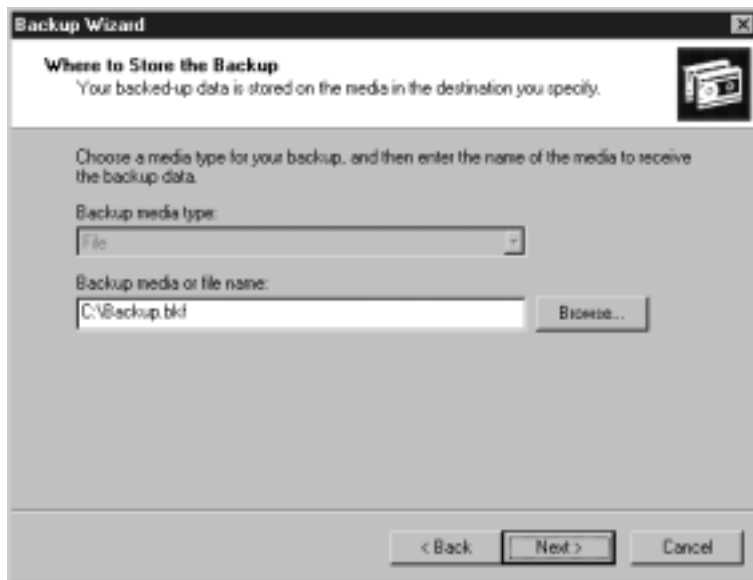 Backup Wizard
Where to Store the Backup
Your backed-up data is stored on the media in the destination you specify.
Choose a media type for your backup, and then enter the name of the media to receive
the backup data.
Backup media type:
File
Backup media or file name:
C:\Backup.bkf
Browse...
< Back
Next >
Cancel